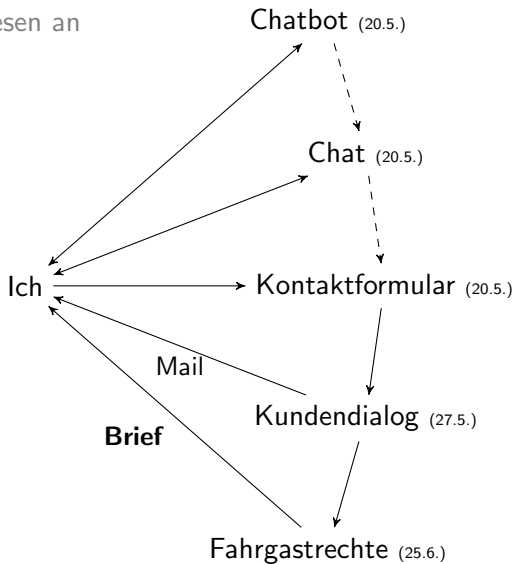 esen an
Chatbot (20.5.)
Chat (20.5.)
Ich
Kontaktformular (20.5.)
Mail
Kundendialog (27.5.)
Brief
Fahrgastrechte (25.6.)